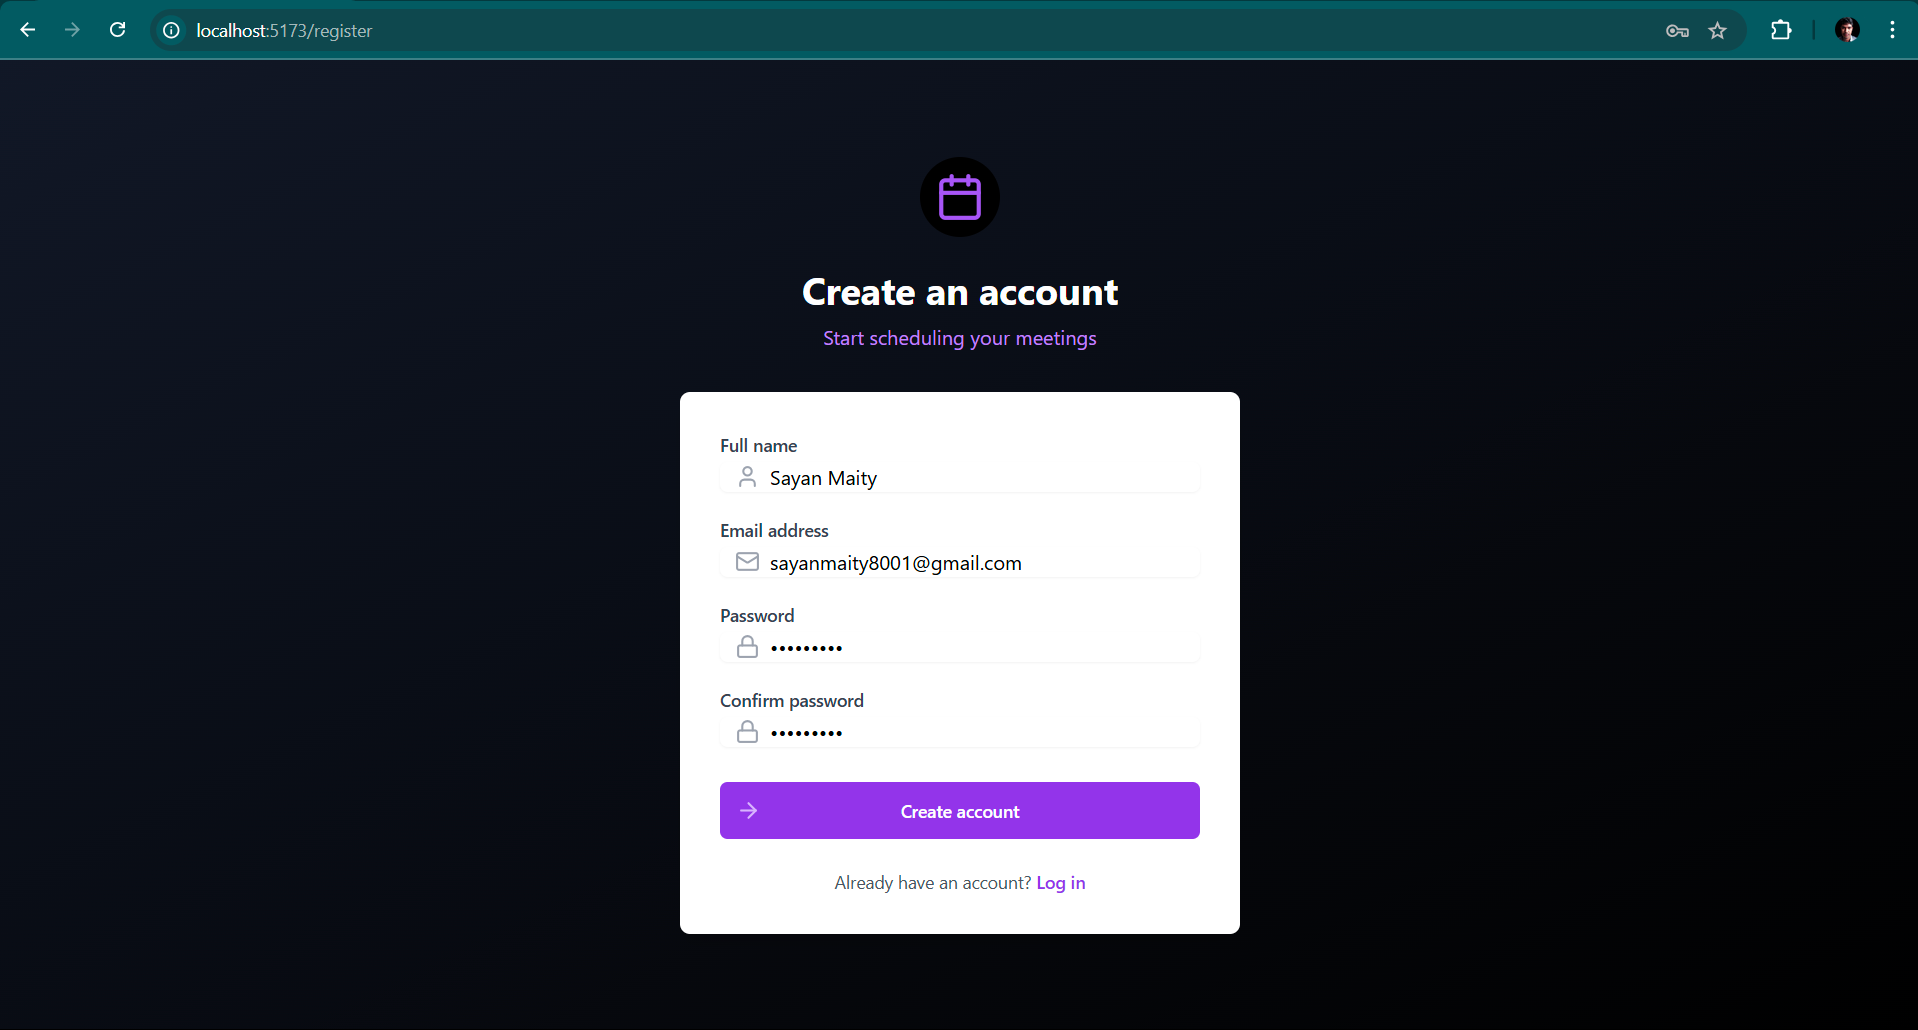 localhost:5173/register
Create an account
Start scheduling your meetings
Full name
Sayan Maity
Email address
sayanmaity8001@gmail.com
Password
•••••••••
Confirm password
•••••••••
Create account
Already have an account? Log in